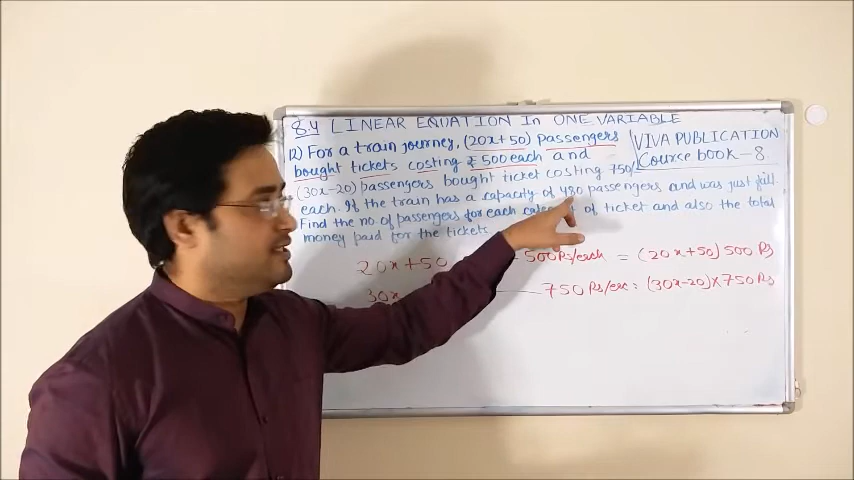 8.4 LINEAR EQUATION In ONE VARIABLE
12) For a train journey, (20x+50) Passengers
bought tickets costing ₹500 each and
(30x-20) passengers bought ticket costing 750/
each. If the train has a capacity of 480 passengers and was just full.
Find the no of passengers for each of ticket and also the total
money paid for the tickets.
VIVA PUBLICATION
Cource book-8
20x+50 500Rs/each = (20x+50) 500 Rs
30x 750 Rs/ = (30x-20)x750 Rs